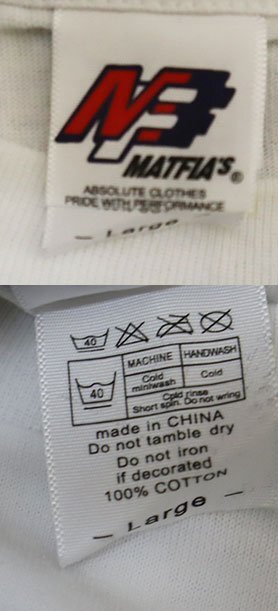 MB
MATFIA'S®
ABSOLUTE CLOTHES
PRIDE WITH PERFORMANCE
- Large -
40
MACHINE HANDWASH
40
Cold miniwash Cold
Cold rinse
Short spin. Do not wring
made in CHINA
Do not tamble dry
Do not iron
if decorated
100% COTTON
- Large -